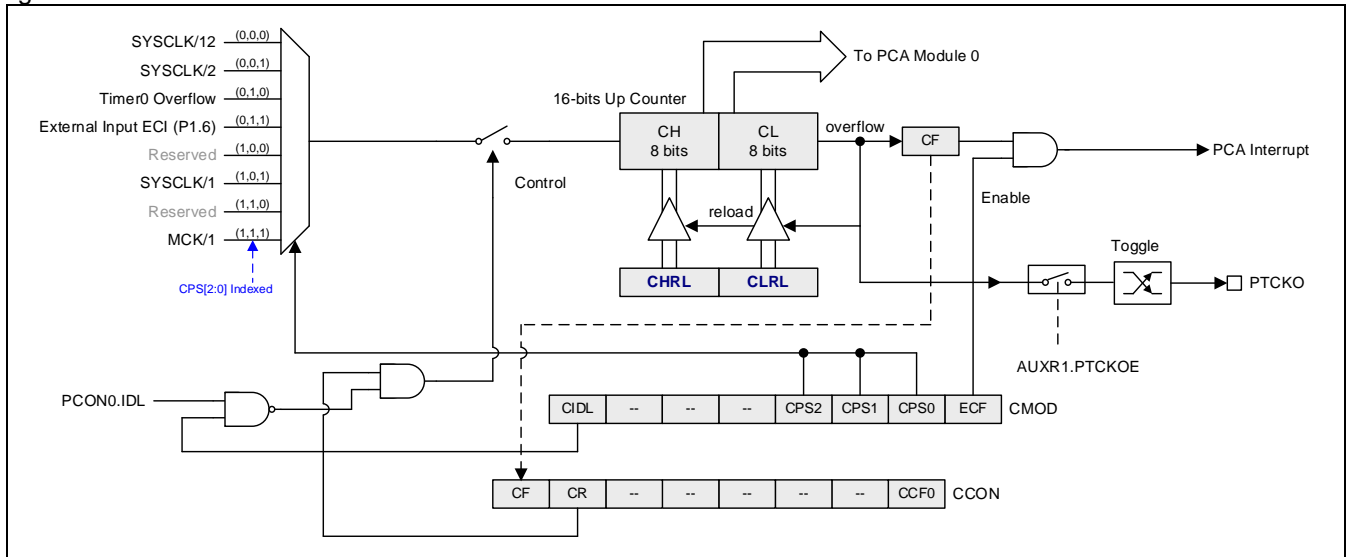 SYSCLK/12 (0,0,0)
SYSCLK/2 (0,0,1)
Timer0 Overflow (0,1,0)
External Input ECI (P1.6) (0,1,1)
Reserved (1,0,0)
SYSCLK/1 (1,0,1)
Reserved (1,1,0)
MCK/1 (1,1,1)
CPS[2:0] Indexed
Control
To PCA Module 0
16-bits Up Counter
CH
8 bits
CL
8 bits
overflow
CF
PCA Interrupt
Enable
reload
CHRL
CLRL
Toggle
PTCKO
AUXR1.PTCKOE
PCON0.IDL
CIDL -- -- -- CPS2 CPS1 CPS0 ECF CMOD
CF CR -- -- -- -- -- CCF0 CCON